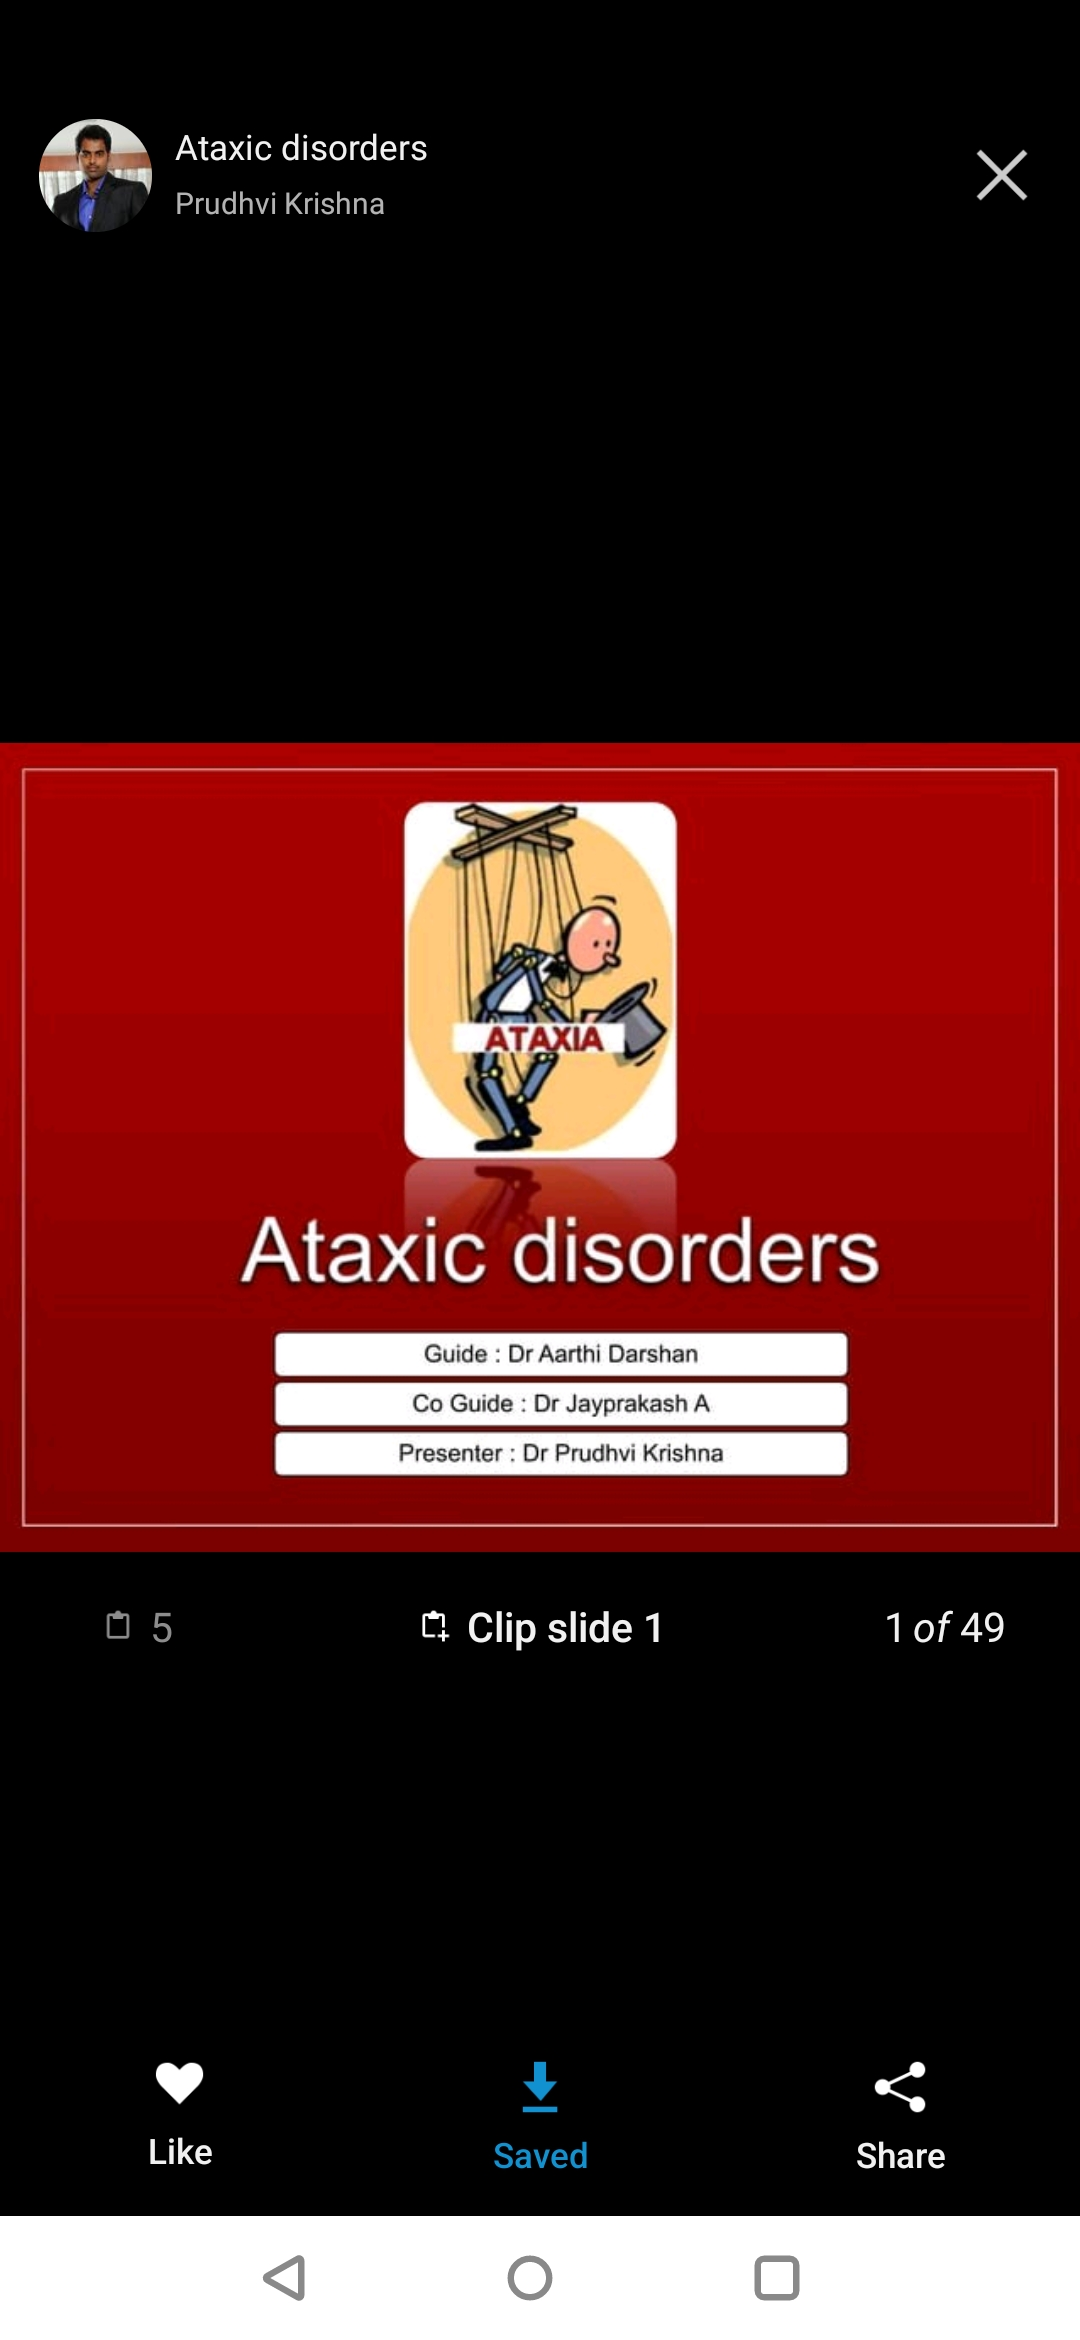 Ataxic disorders
Prudhvi Krishna
ATAXIA
Ataxic disorders
Guide : Dr Aarthi Darshan
Co Guide : Dr Jayprakash A
Presenter : Dr Prudhvi Krishna
5
Clip slide 1
1 of 49
Like
Saved
Share